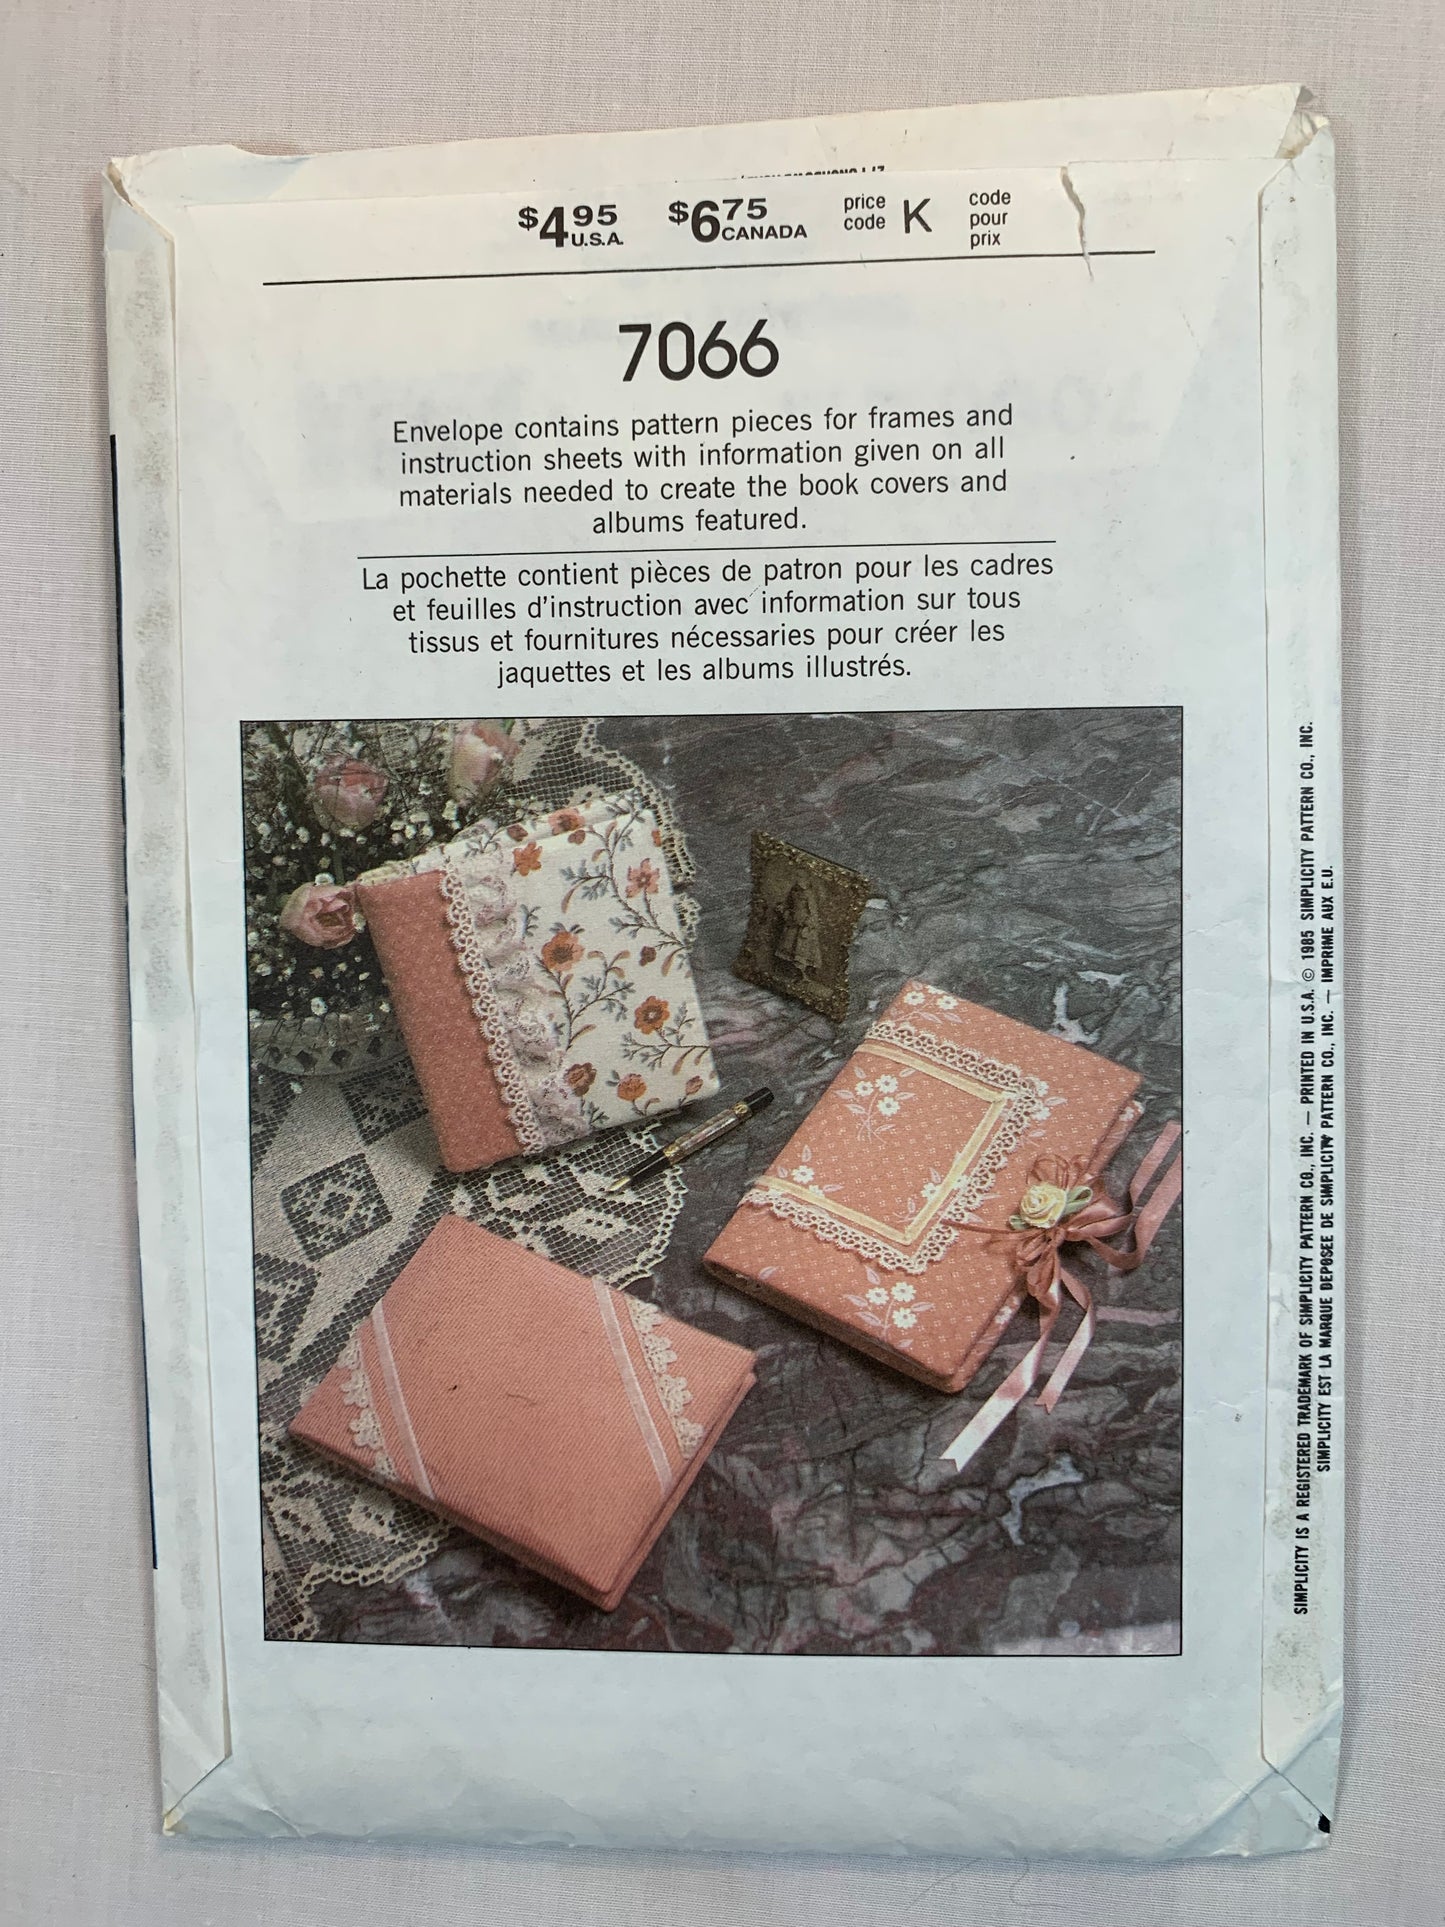 $4.95 U.S.A. $6.75 CANADA price code K code pour prix
7066
Envelope contains pattern pieces for frames and
instruction sheets with information given on all
materials needed to create the book covers and
albums featured.
La pochette contient pièces de patron pour les cadres
et feuilles d'instruction avec information sur tous
tissus et fournitures nécessaries pour créer les
jaquettes et les albums illustrés.
SIMPLICITY IS A REGISTERED TRADEMARK OF SIMPLICITY PATTERN CO., INC. — PRINTED IN U.S.A. © 1985 SIMPLICITY PATTERN CO., INC.
SIMPLICITY EST LA MARQUE DEPOSEE DE SIMPLICITY PATTERN CO., INC. — IMPRIME AUX E.U.